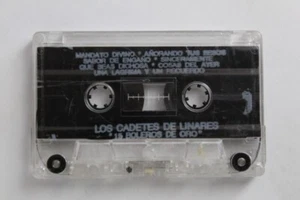 MANDATO DIVINO * AÑORANDO TUS BESOS
SABOR DE ENGAÑO * SINCERAMENTE
QUE SEAS DICHOSA * COSAS DEL AYER
UNA LAGRIMA Y UN RECUERDO
LOS CADETES DE LINARES
"15 BOLEROS DE ORO"